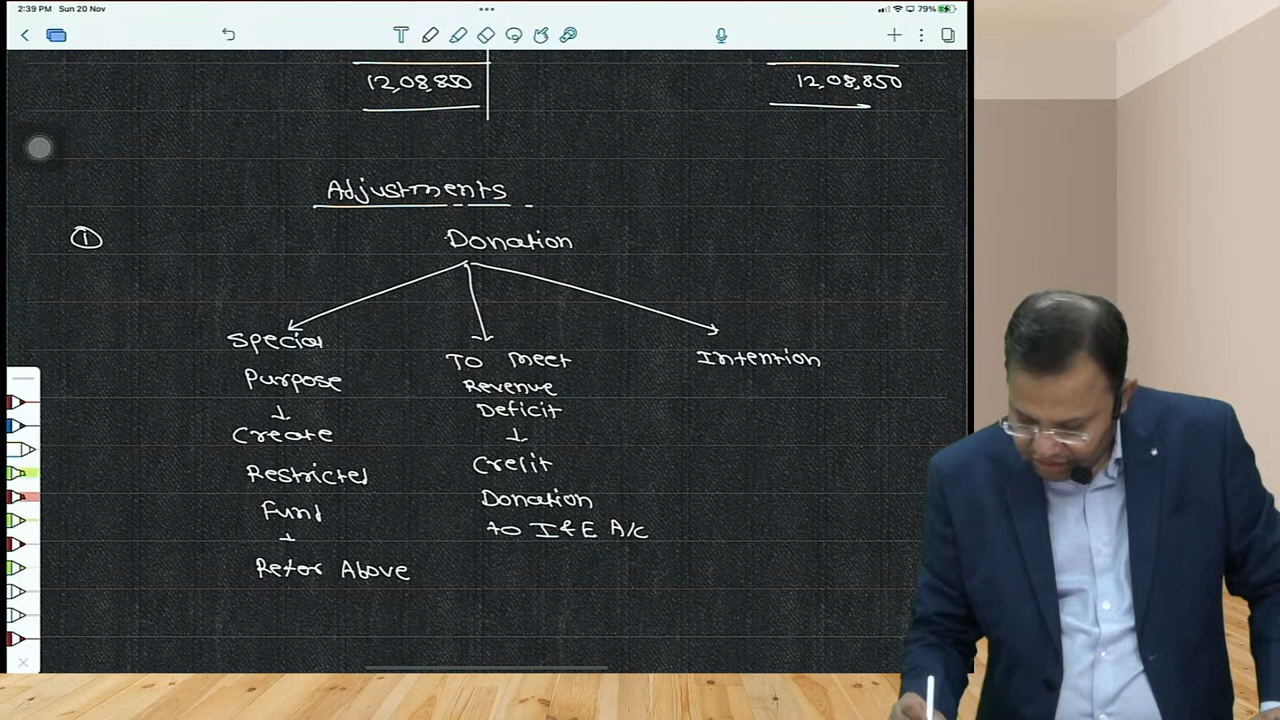 2:39 PM Sun 20 Nov
79%
12,08,850 12,08,850
Adjustments
1 Donation
Special
Purpose
↓
Create
Restricted
Fund
↓
Refer Above
To meet
Revenue
Deficit
↓
Credit
Donation
to I & E A/c
Intention